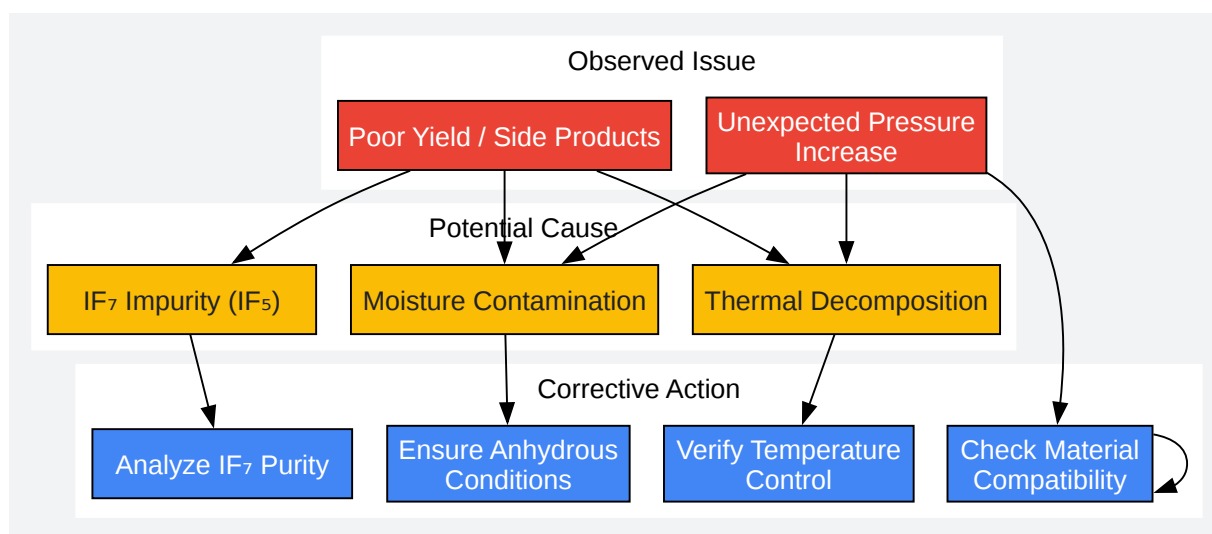 Observed Issue
Poor Yield / Side Products
Unexpected Pressure
Increase
Potential Cause
IF₇ Impurity (IF₅)
Moisture Contamination
Thermal Decomposition
Corrective Action
Analyze IF₇ Purity
Ensure Anhydrous
Conditions
Verify Temperature
Control
Check Material
Compatibility